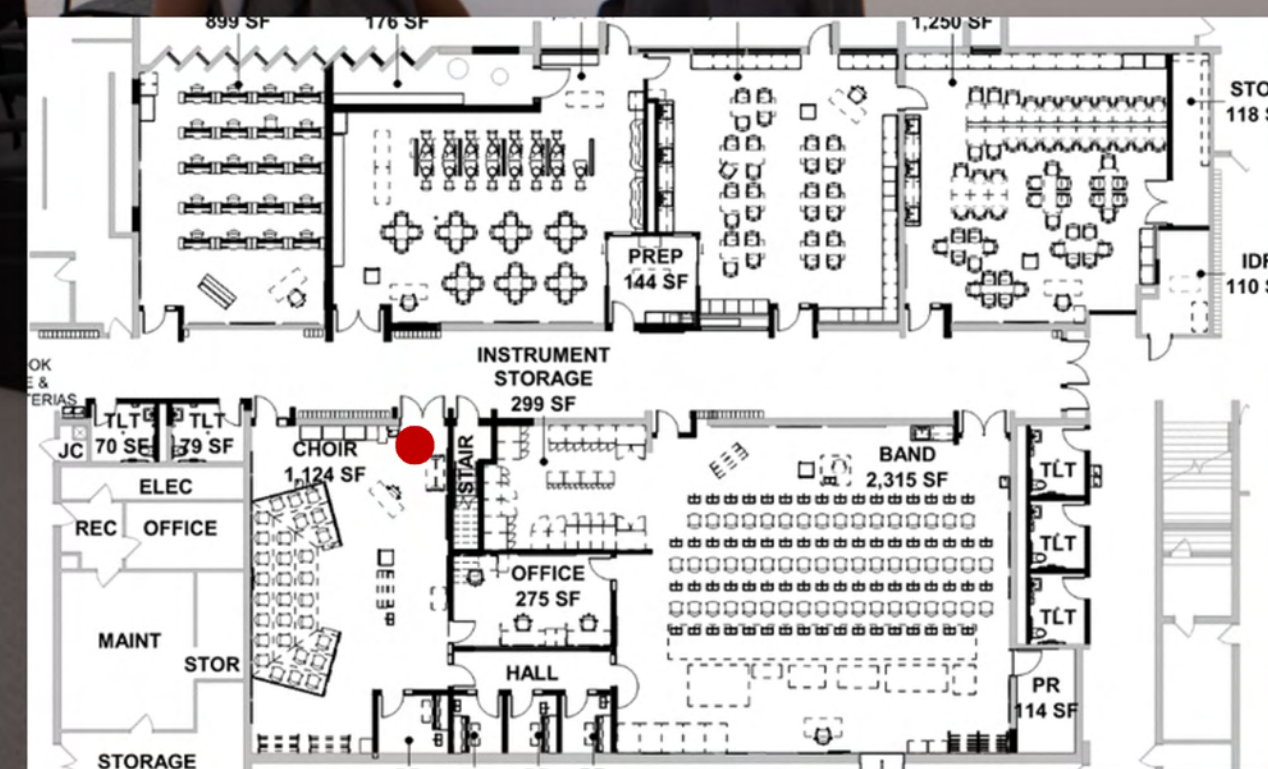 899 SF
176 SF
1,250 SF
STO
118 S
PREP
144 SF
IDF
110 S
INSTRUMENT
STORAGE
299 SF
OOK
E &
TERIAS
TLT
70 SF
TLT
79 SF
JC
CHOIR
1,124 SF
STAIR
BAND
2,315 SF
ELEC
REC
OFFICE
TLT
TLT
TLT
OFFICE
275 SF
MAINT
STOR
HALL
PR
114 SF
STORAGE